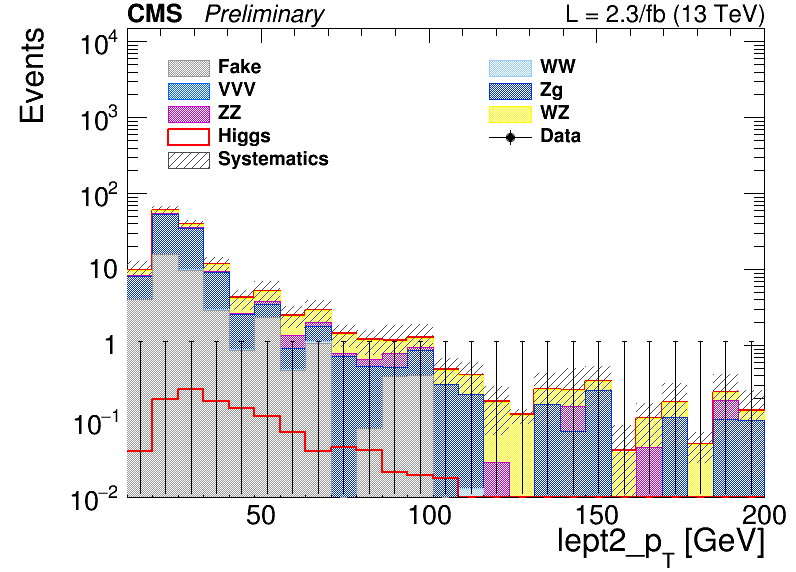 CMS Preliminary L = 2.3/fb (13 TeV)
Events
10⁴
10³
10²
10
1
10⁻¹
10⁻²
Fake
VVV
ZZ
Higgs
Systematics
WW
Zg
WZ
Data
50 100 150 200
lept2_p_T [GeV]